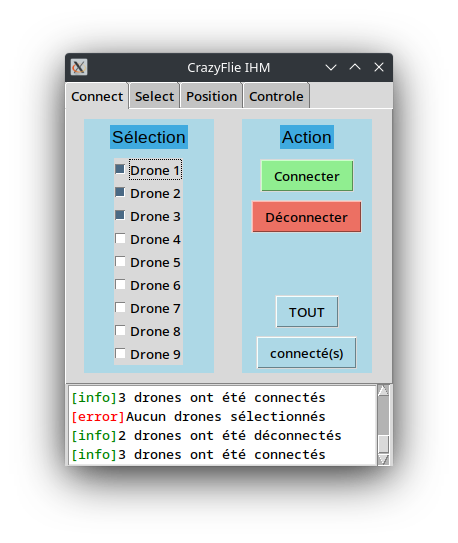 CrazyFlie IHM
Connect Select Position Controle
Sélection
Drone 1
Drone 2
Drone 3
Drone 4
Drone 5
Drone 6
Drone 7
Drone 8
Drone 9
Action
Connecter
Déconnecter
TOUT
connecté(s)
[info]3 drones ont été connectés
[error]Aucun drones sélectionnés
[info]2 drones ont été déconnectés
[info]3 drones ont été connectés